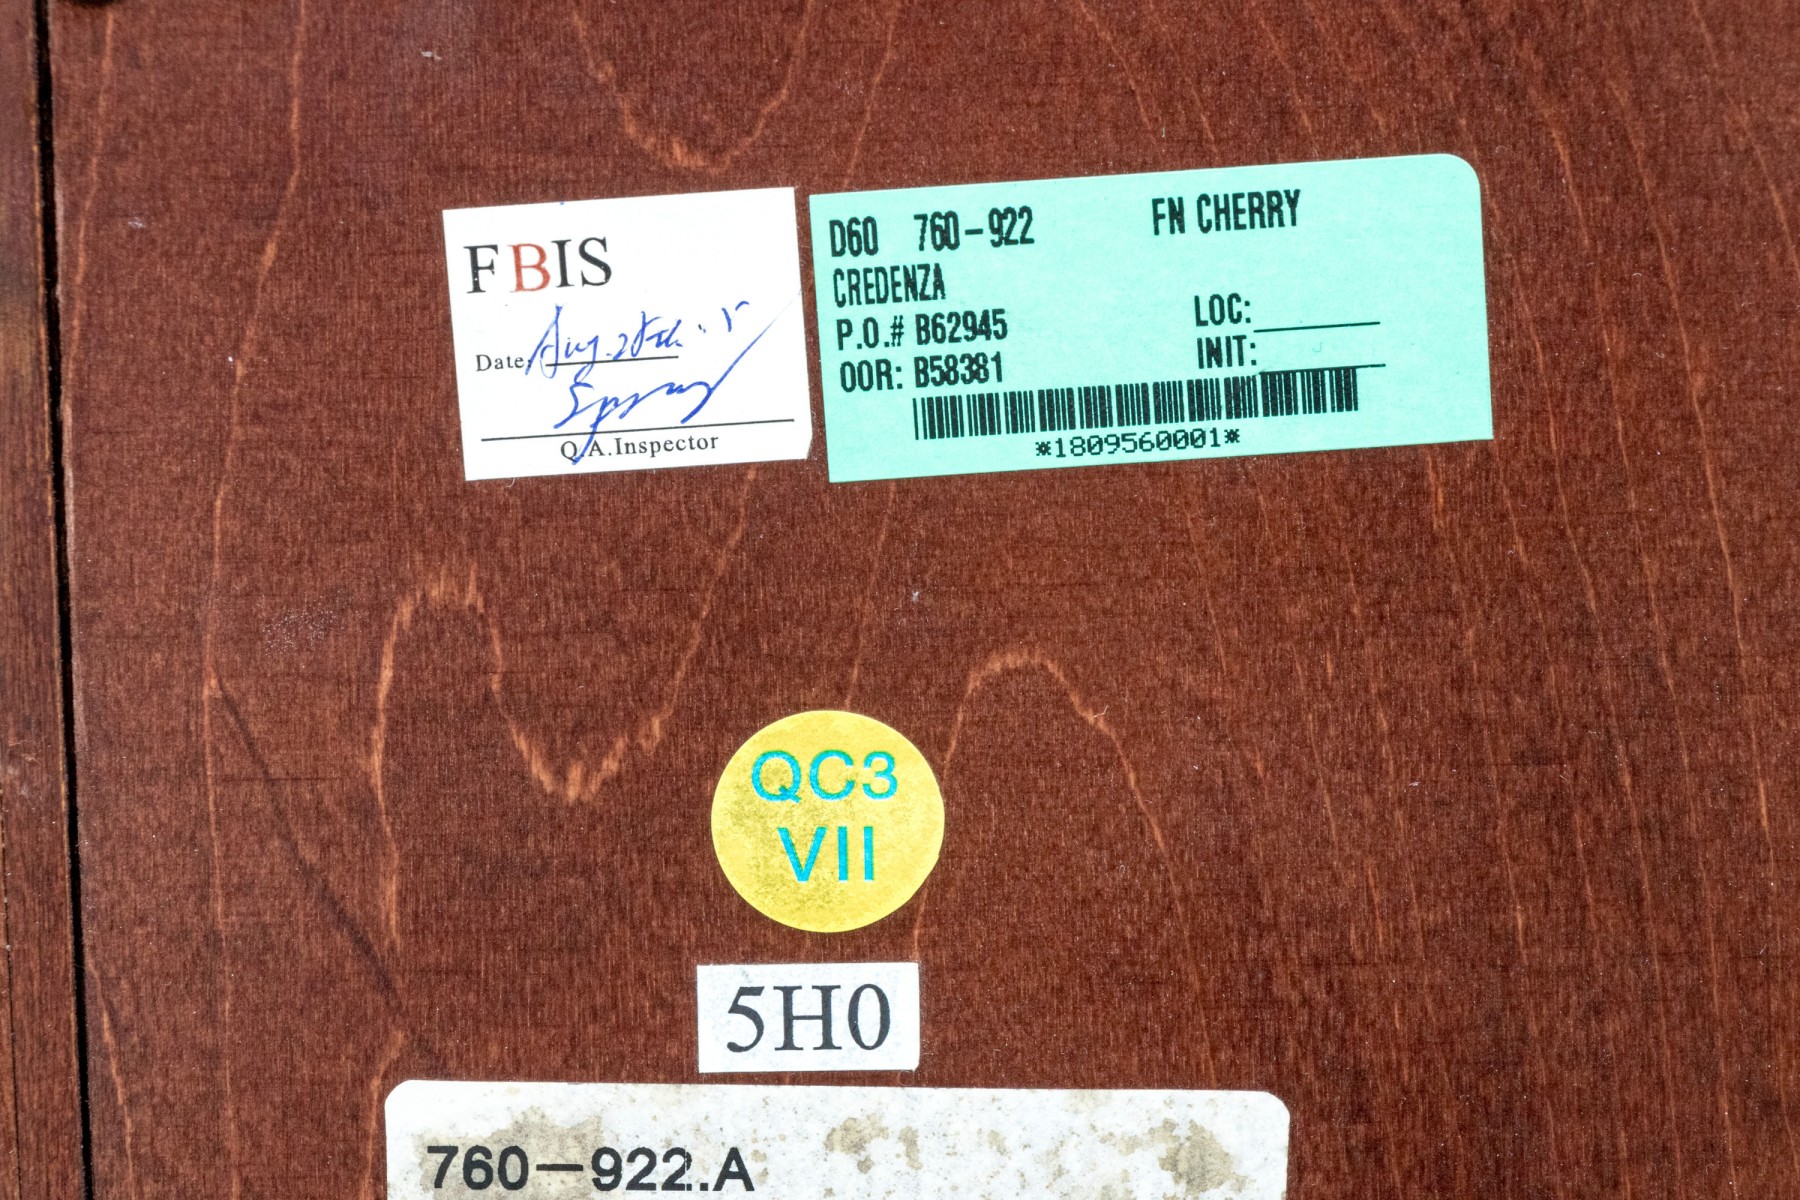 FBIS
Date
Q.A.Inspector
D60 760-922 FN CHERRY
CREDENZA
P.O.# B62945 LOC:
OOR: B58381 INIT:
*1809560001*
QC3
VII
5H0
760-922.A